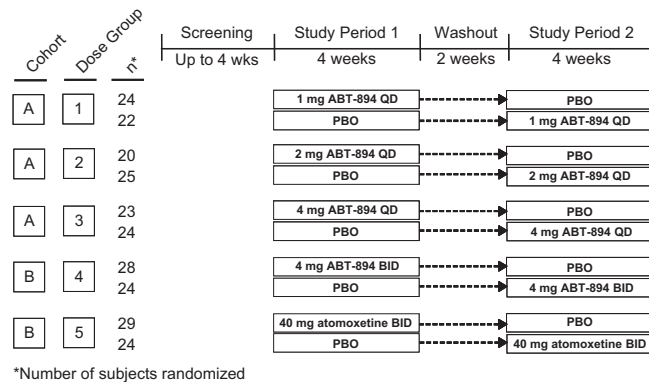 Cohort Dose Group n* Screening Study Period 1 Washout Study Period 2
Up to 4 wks 4 weeks 2 weeks 4 weeks
A 1 24 1 mg ABT-894 QD PBO
22 PBO 1 mg ABT-894 QD
A 2 20 2 mg ABT-894 QD PBO
25 PBO 2 mg ABT-894 QD
A 3 23 4 mg ABT-894 QD PBO
24 PBO 4 mg ABT-894 QD
B 4 28 4 mg ABT-894 BID PBO
24 PBO 4 mg ABT-894 BID
B 5 29 40 mg atomoxetine BID PBO
24 PBO 40 mg atomoxetine BID
*Number of subjects randomized